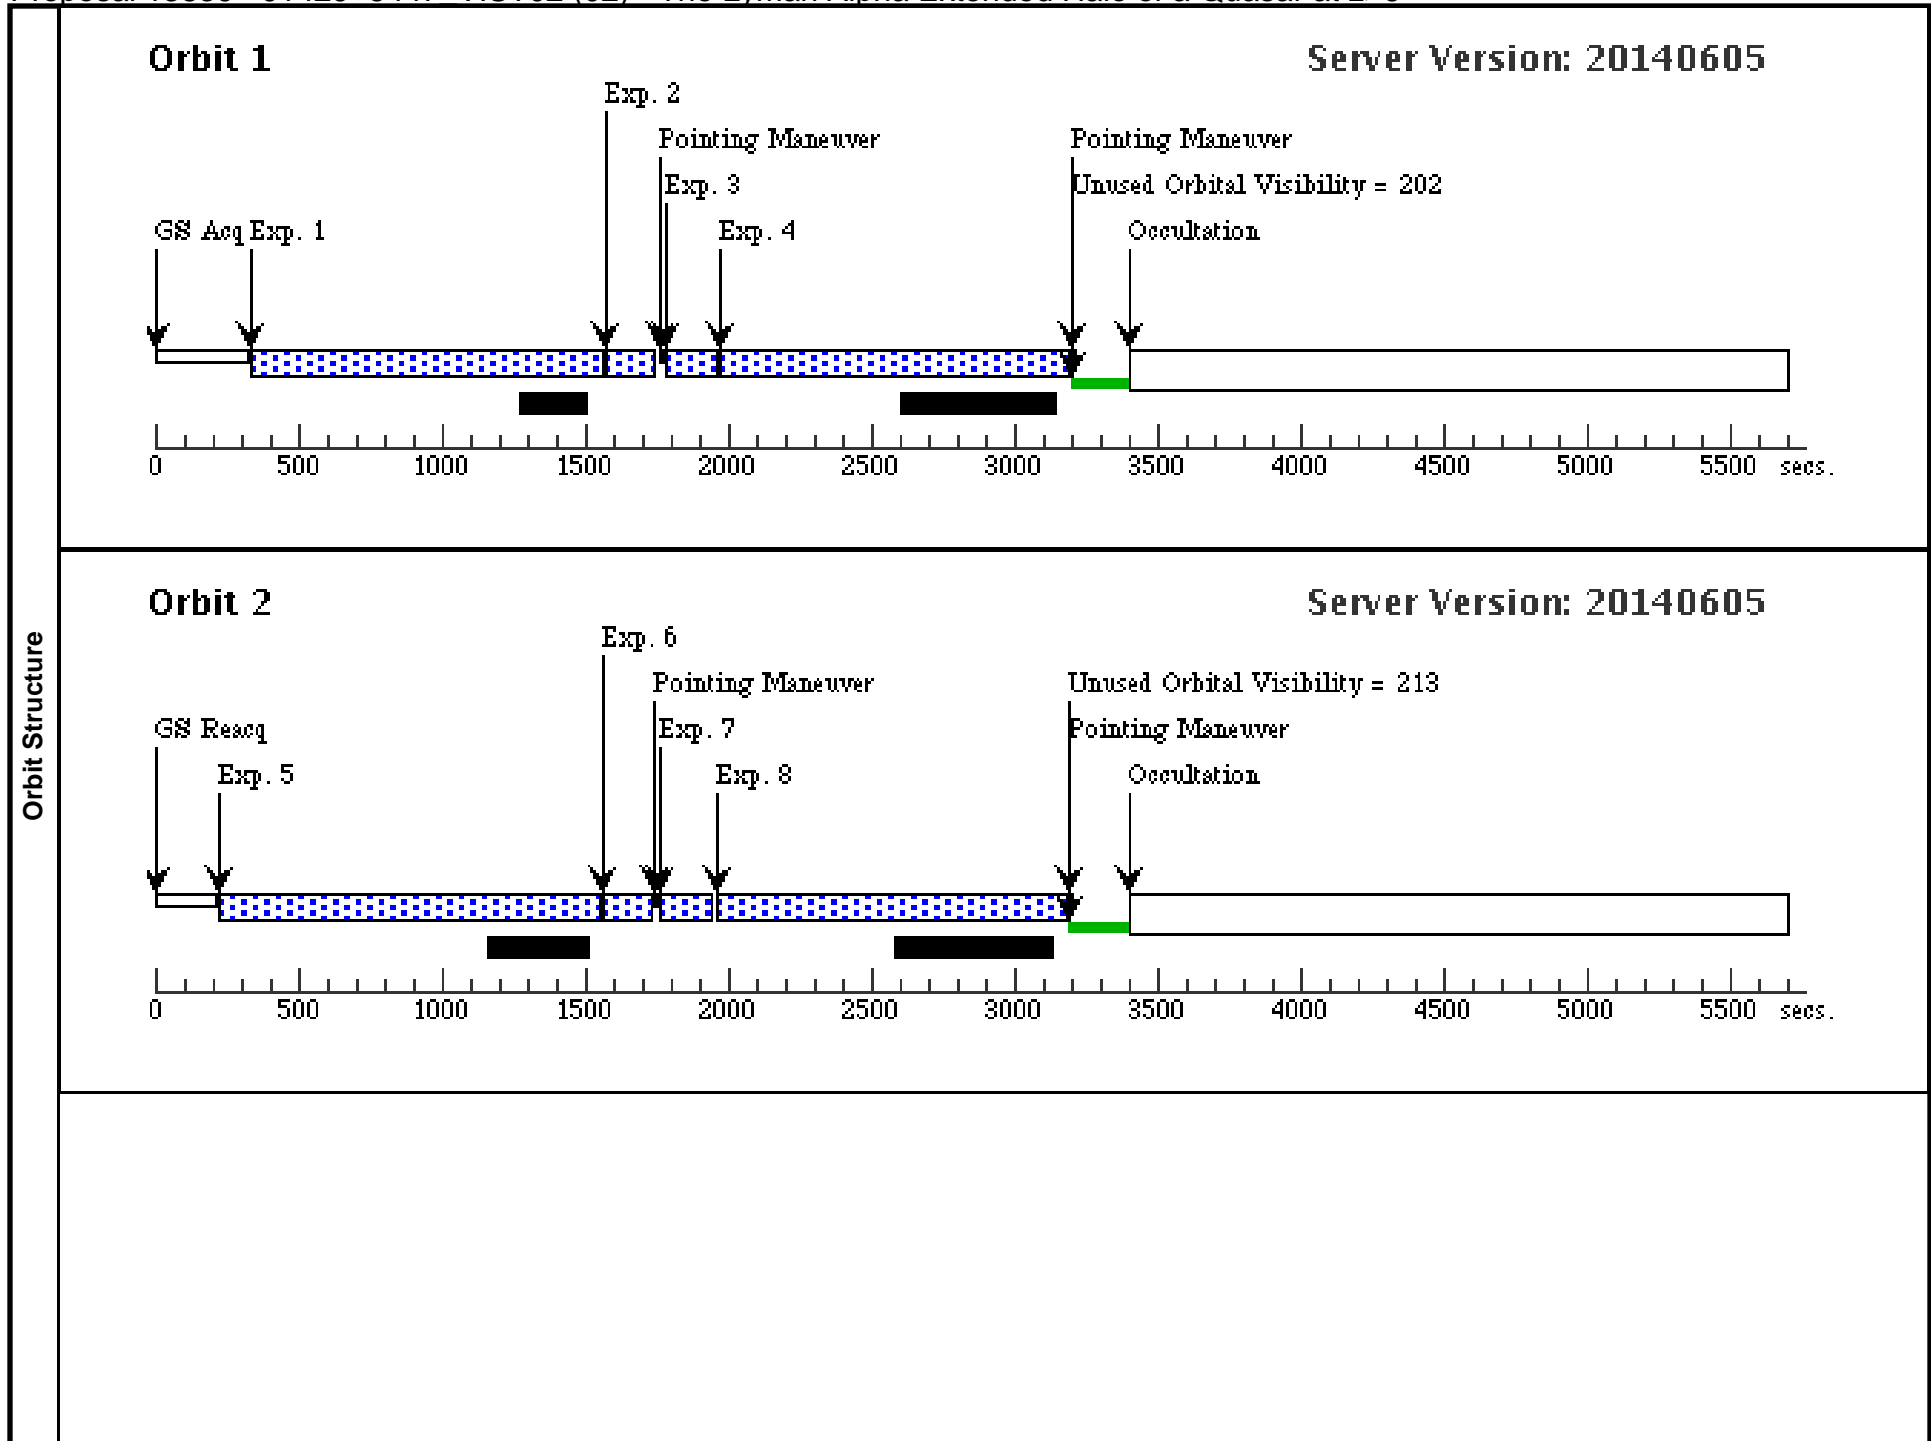 Orbit 1
Server Version: 20140605
Exp. 2
Pointing Maneuver
Pointing Maneuver
Exp. 3
Unused Orbital Visibility = 202
GS Acq
Exp. 1
Exp. 4
Occultation
0 500 1000 1500 2000 2500 3000 3500 4000 4500 5000 5500 secs.
Orbit Structure
Orbit 2
Server Version: 20140605
Exp. 6
Pointing Maneuver
Unused Orbital Visibility = 213
GS Reacq
Exp. 7
Pointing Maneuver
Exp. 5
Exp. 8
Occultation
0 500 1000 1500 2000 2500 3000 3500 4000 4500 5000 5500 secs.